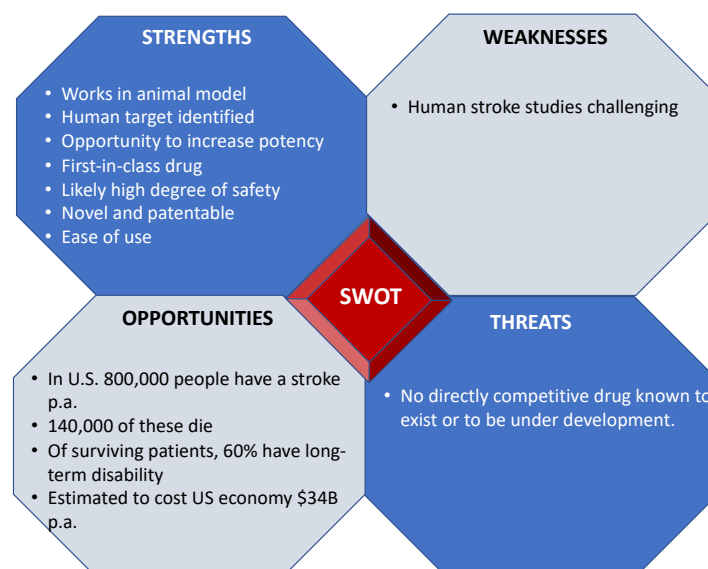 STRENGTHS
• Works in animal model
• Human target identified
• Opportunity to increase potency
• First-in-class drug
• Likely high degree of safety
• Novel and patentable
• Ease of use
WEAKNESSES
• Human stroke studies challenging
SWOT
OPPORTUNITIES
• In U.S. 800,000 people have a stroke
p.a.
• 140,000 of these die
• Of surviving patients, 60% have long-
term disability
• Estimated to cost US economy $34B
p.a.
THREATS
• No directly competitive drug known to
exist or to be under development.